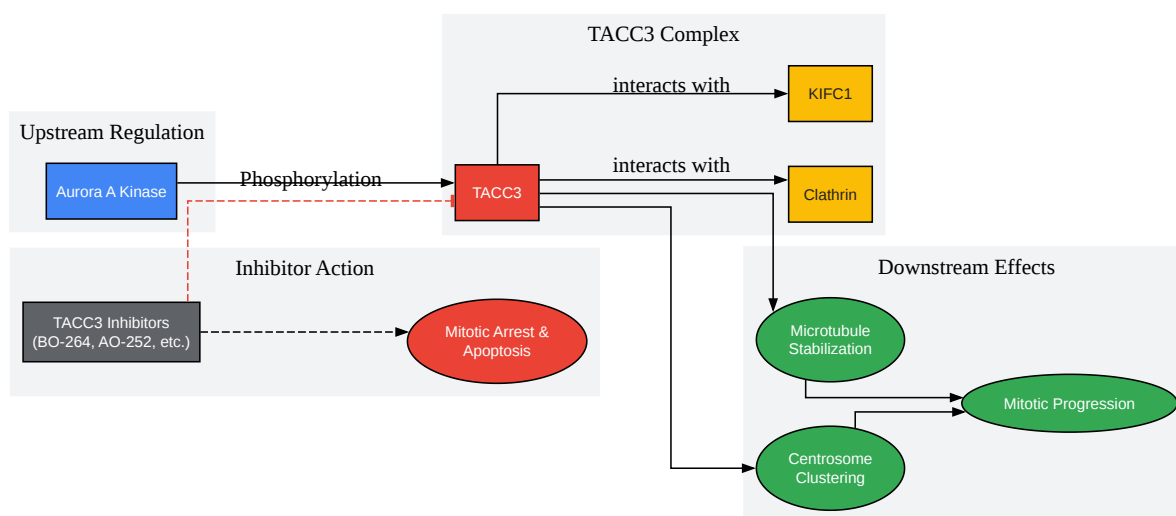 TACC3 Complex
interacts with
KIFC1
Upstream Regulation
Aurora A Kinase
Phosphorylation
TACC3
interacts with
Clathrin
Inhibitor Action
TACC3 Inhibitors
(BO-264, AO-252, etc.)
Mitotic Arrest &
Apoptosis
Downstream Effects
Microtubule
Stabilization
Mitotic Progression
Centrosome
Clustering